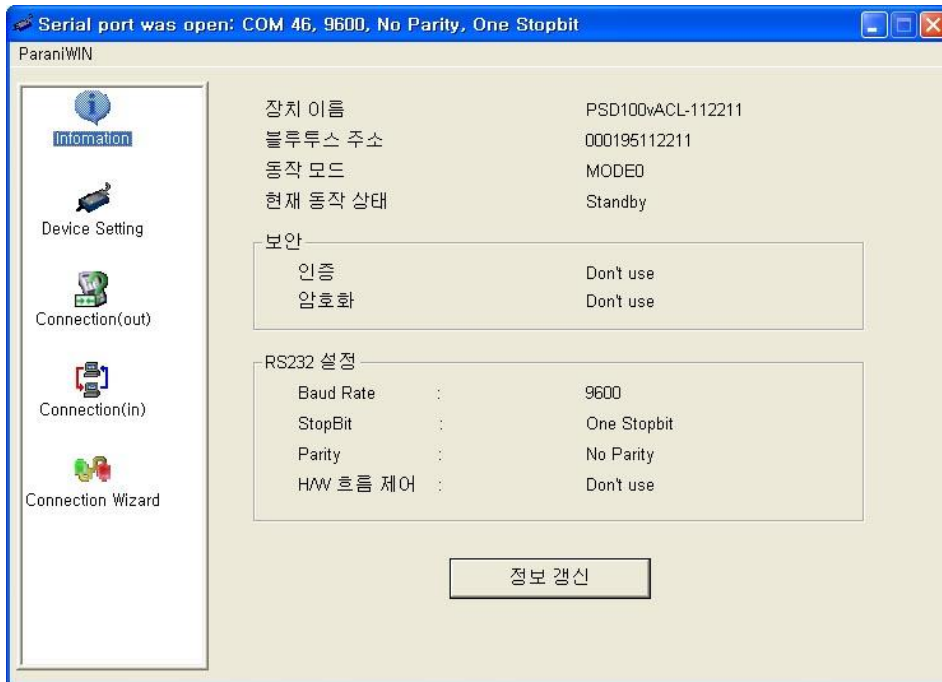 Serial port was open: COM 46, 9600, No Parity, One Stopbit
ParaniWIN
Infomation
Device Setting
Connection(out)
Connection(in)
Connection Wizard
장치 이름 PSD100vACL-112211
블루투스 주소 000195112211
동작 모드 MODE0
현재 동작 상태 Standby
보안
인증 Don't use
암호화 Don't use
RS232 설정
Baud Rate : 9600
StopBit : One Stopbit
Parity : No Parity
H/W 흐름 제어 : Don't use
정보 갱신